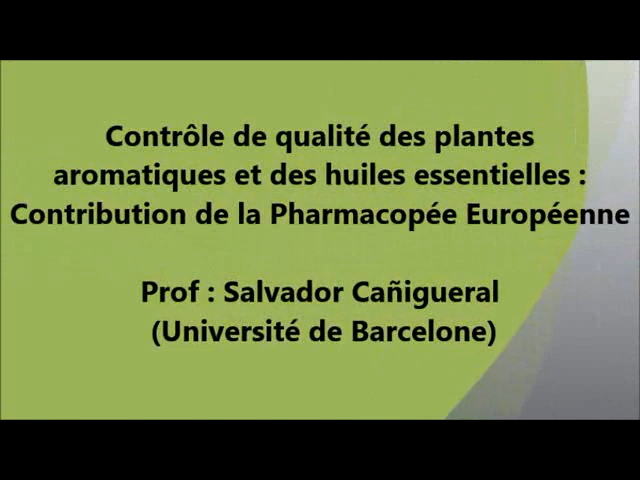 Contrôle de qualité des plantes
aromatiques et des huiles essentielles :
Contribution de la Pharmacopée Européenne
Prof : Salvador Cañigueral
(Université de Barcelone)